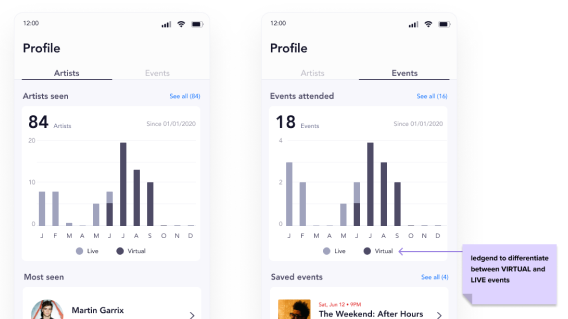 12:00
Profile
Artists
Events
Artists seen
See all (84)
84 Artists
Since 01/01/2020
20
10
0
J F M A M J J A S O N D
Live
Virtual
Most seen
Martin Garrix
12:00
Profile
Artists
Events
Events attended
See all (16)
18 Events
Since 01/01/2020
4
2
0
J F M A M J J A S O N D
Live
Virtual
Saved events
See all (4)
Sat, Jun 12 • 9PM
The Weekend: After Hours
ledgend to differentiate
between VIRTUAL and
LIVE events